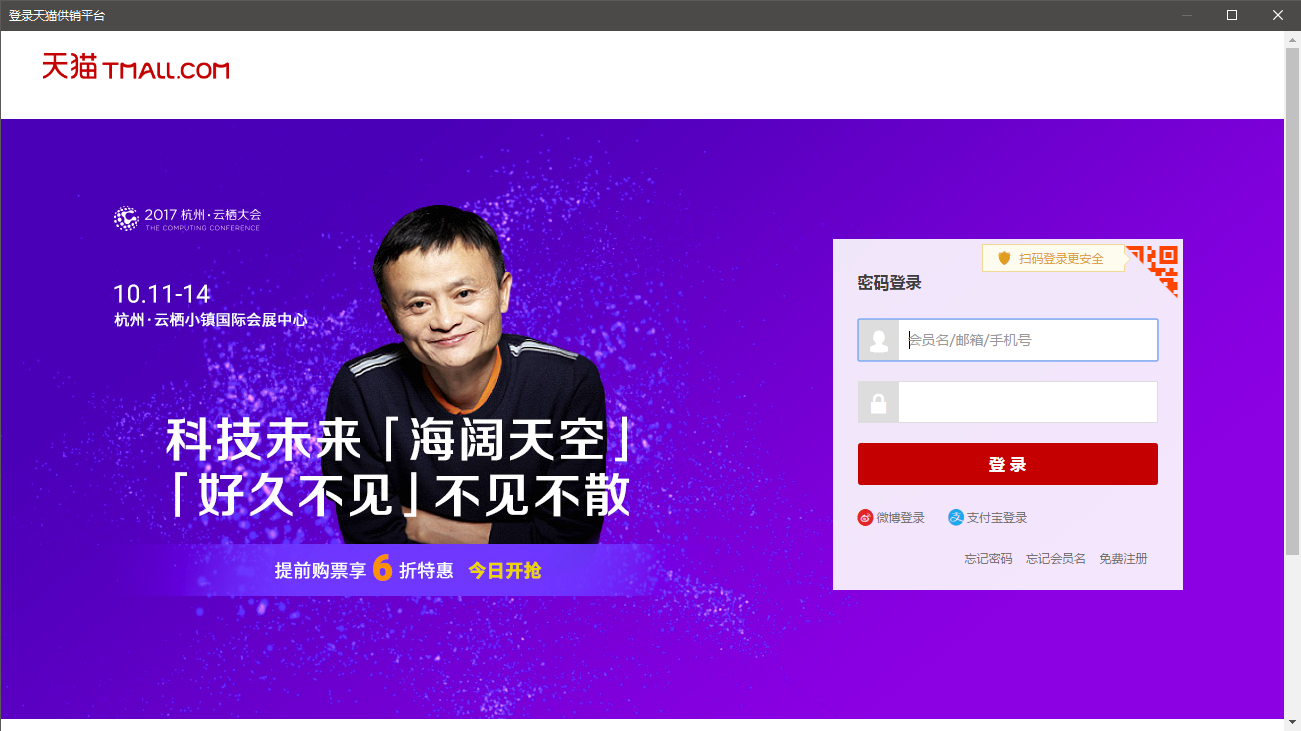 登录天猫供销平台
天猫 TMALL.COM
2017 杭州·云栖大会
THE COMPUTING CONFERENCE
10.11-14
杭州·云栖小镇国际会展中心
科技未来「海阔天空」
「好久不见」不见不散
提前购票享 6 折特惠 今日开抢
扫码登录更安全
密码登录
会员名/邮箱/手机号
登 录
微博登录 支付宝登录
忘记密码 忘记会员名 免费注册